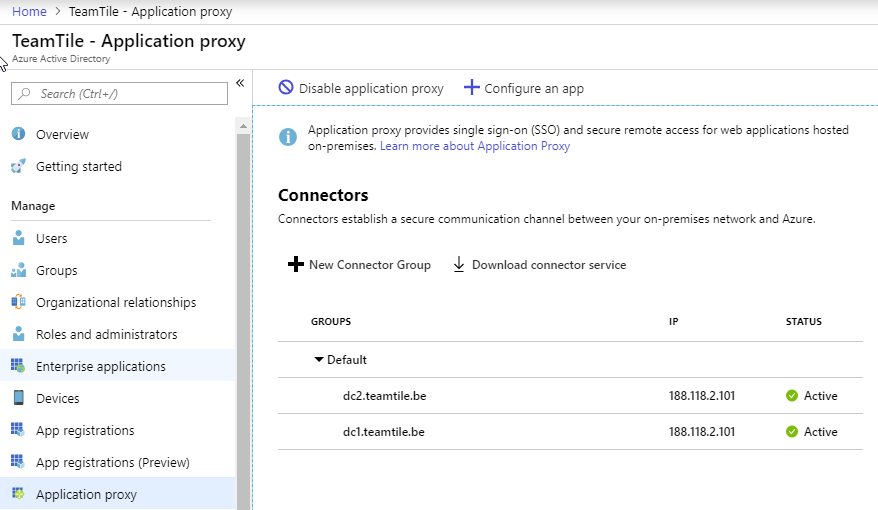 Home > TeamTile - Application proxy
TeamTile - Application proxy
Azure Active Directory
«
Search (Ctrl+/)
Overview
Getting started
Manage
Users
Groups
Organizational relationships
Roles and administrators
Enterprise applications
Devices
App registrations
App registrations (Preview)
Application proxy
Disable application proxy
Configure an app
Application proxy provides single sign-on (SSO) and secure remote access for web applications hosted
on-premises. Learn more about Application Proxy
Connectors
Connectors establish a secure communication channel between your on-premises network and Azure.
New Connector Group
Download connector service
GROUPS IP STATUS
Default
dc2.teamtile.be 188.118.2.101 Active
dc1.teamtile.be 188.118.2.101 Active